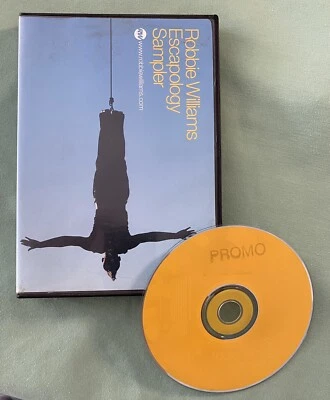 Robbie Williams
Escapology
Sampler
www.robbiewilliams.com
PROMO